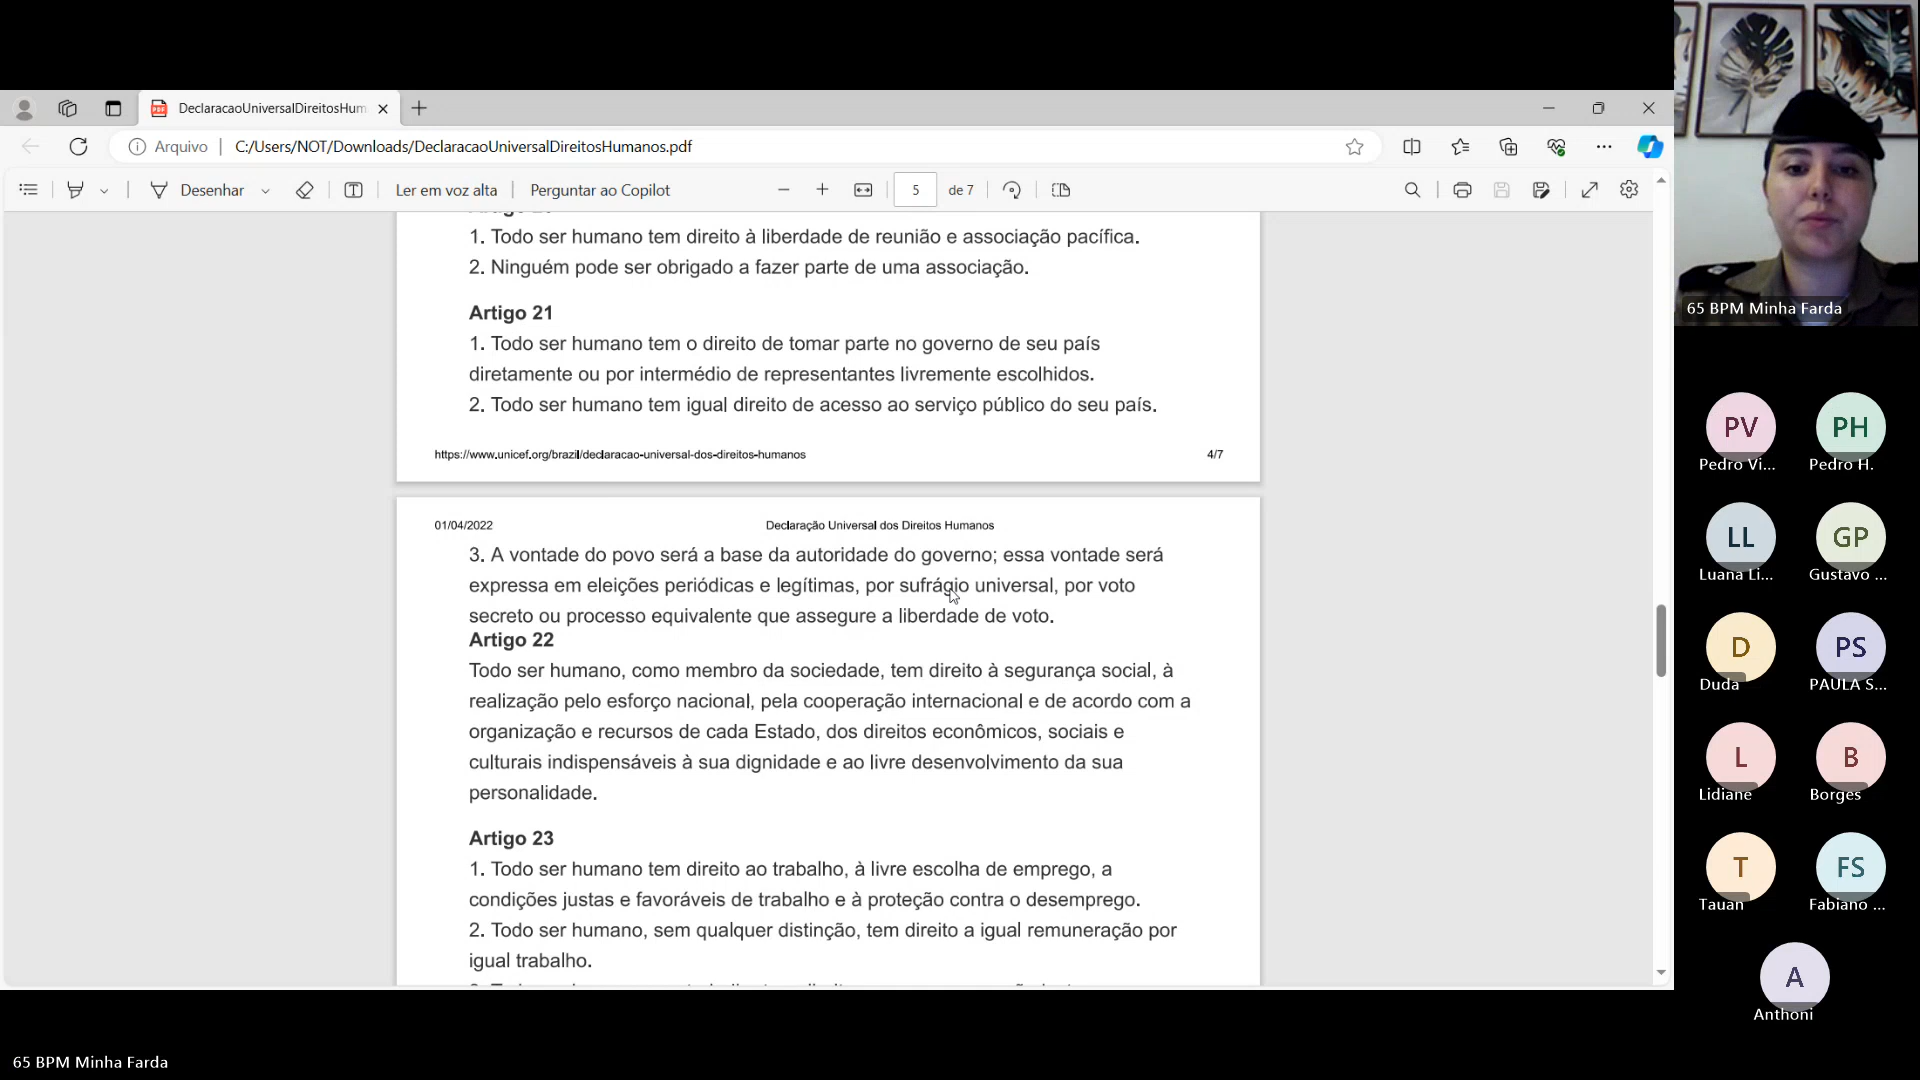 DeclaracaoUniversalDireitosHum
Arquivo
C:/Users/NOT/Downloads/DeclaracaoUniversalDireitosHumanos.pdf
Desenhar
Ler em voz alta
Perguntar ao Copilot
5
de 7
1. Todo ser humano tem direito à liberdade de reunião e associação pacífica.
2. Ninguém pode ser obrigado a fazer parte de uma associação.
Artigo 21
1. Todo ser humano tem o direito de tomar parte no governo de seu país
diretamente ou por intermédio de representantes livremente escolhidos.
2. Todo ser humano tem igual direito de acesso ao serviço público do seu país.
https://www.unicef.org/brazil/declaracao-universal-dos-direitos-humanos
4/7
01/04/2022
Declaração Universal dos Direitos Humanos
3. A vontade do povo será a base da autoridade do governo; essa vontade será
expressa em eleições periódicas e legítimas, por sufrágio universal, por voto
secreto ou processo equivalente que assegure a liberdade de voto.
Artigo 22
Todo ser humano, como membro da sociedade, tem direito à segurança social, à
realização pelo esforço nacional, pela cooperação internacional e de acordo com a
organização e recursos de cada Estado, dos direitos econômicos, sociais e
culturais indispensáveis à sua dignidade e ao livre desenvolvimento da sua
personalidade.
Artigo 23
1. Todo ser humano tem direito ao trabalho, à livre escolha de emprego, a
condições justas e favoráveis de trabalho e à proteção contra o desemprego.
2. Todo ser humano, sem qualquer distinção, tem direito a igual remuneração por
igual trabalho.
65 BPM Minha Farda
PV
Pedro Vi...
PH
Pedro H.
LL
Luana Li...
GP
Gustavo ...
D
Duda
PS
PAULA S...
L
Lidiane
B
Borges
T
Tauan
FS
Fabiano ...
A
Anthoni
65 BPM Minha Farda